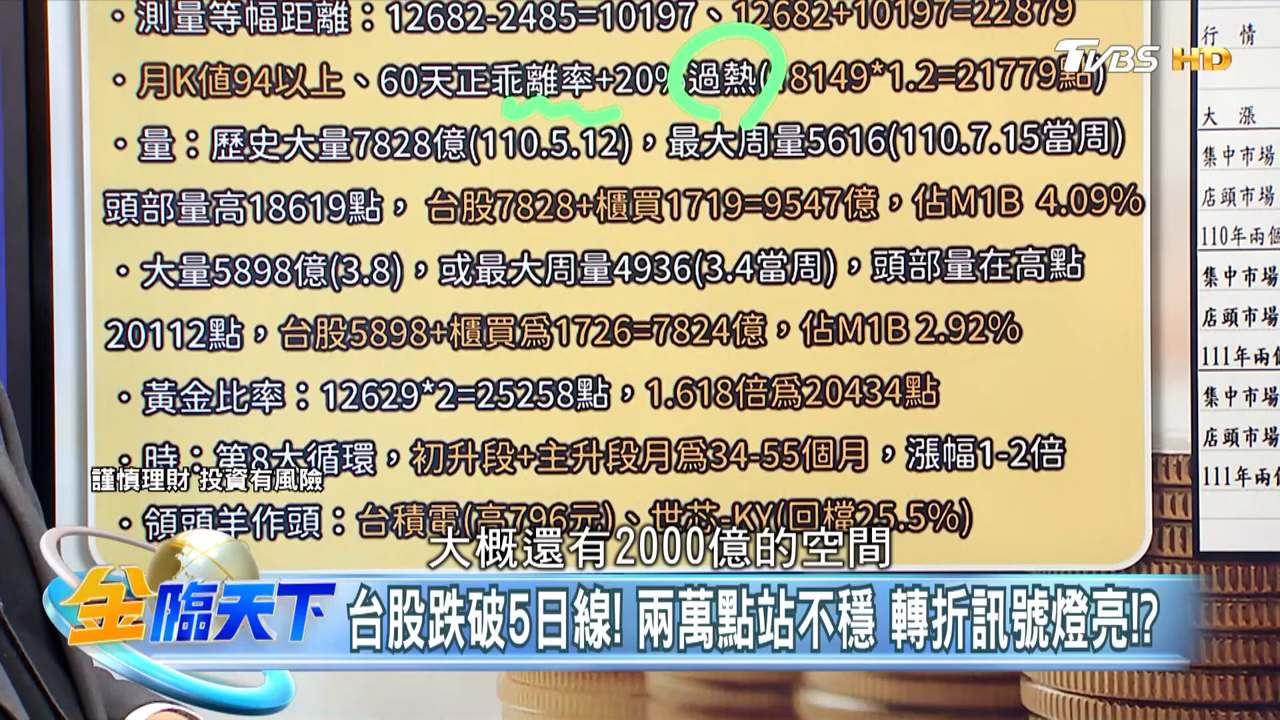 ・測量等幅距離：12682-2485=10197、12682+10197=22879
・月K值94以上、60天正乖離率+20%過熱(18149*1.2=21779點)
・量：歷史大量7828億(110.5.12)，最大周量5616(110.7.15當周)
頭部量高18619點， 台股7828+櫃買1719=9547億，佔M1B 4.09%
・大量5898億(3.8)，或最大周量4936(3.4當周)，頭部量在高點
20112點，台股5898+櫃買為1726=7824億，佔M1B 2.92%
・黃金比率：12629*2=25258點，1.618倍為20434點
・時：第8大循環，初升段+主升段月為34-55個月，漲幅1-2倍
・領頭羊作頭：台積電(高796元)、世芯-KY(回檔25.5%)
TVBS HD
行 情
大 漲
集中市場
店頭市場
110年兩個
集中市場
店頭市場
111年兩個
集中市場
店頭市場
111年兩個
謹慎理財 投資有風險
大概還有2000億的空間
金臨天下
台股跌破5日線! 兩萬點站不穩 轉折訊號燈亮!?